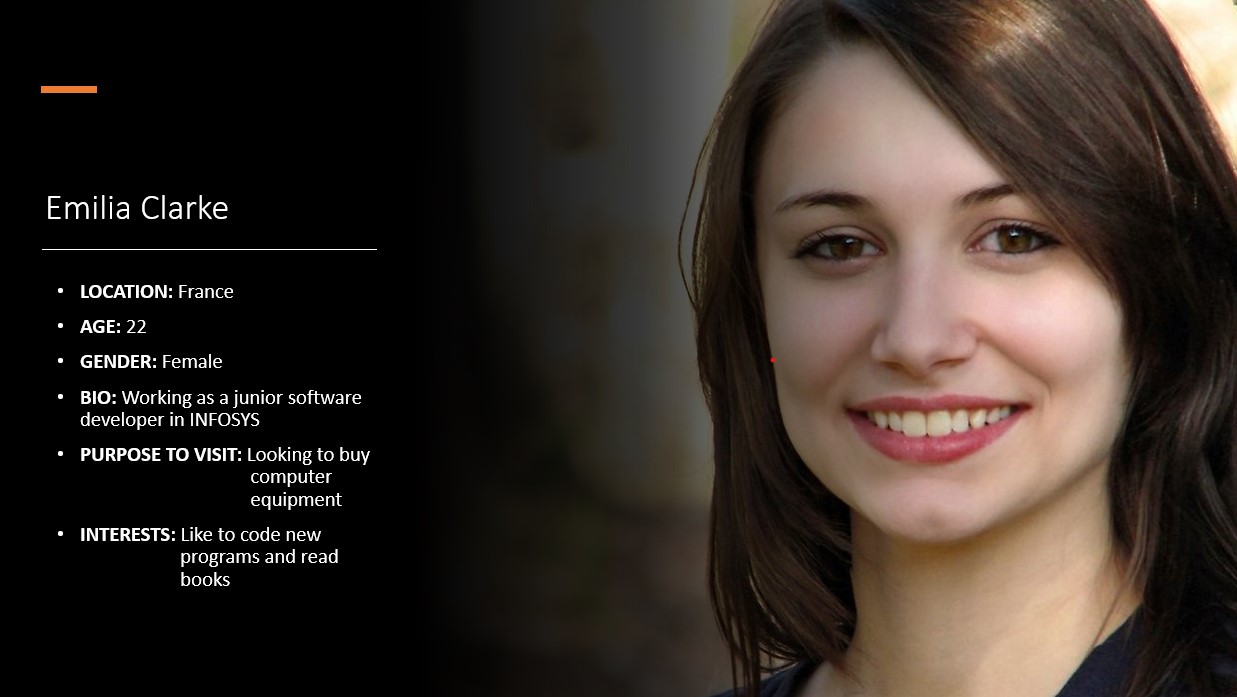 Emilia Clarke
• LOCATION: France
• AGE: 22
• GENDER: Female
• BIO: Working as a junior software
developer in INFOSYS
• PURPOSE TO VISIT: Looking to buy
computer
equipment
• INTERESTS: Like to code new
programs and read
books